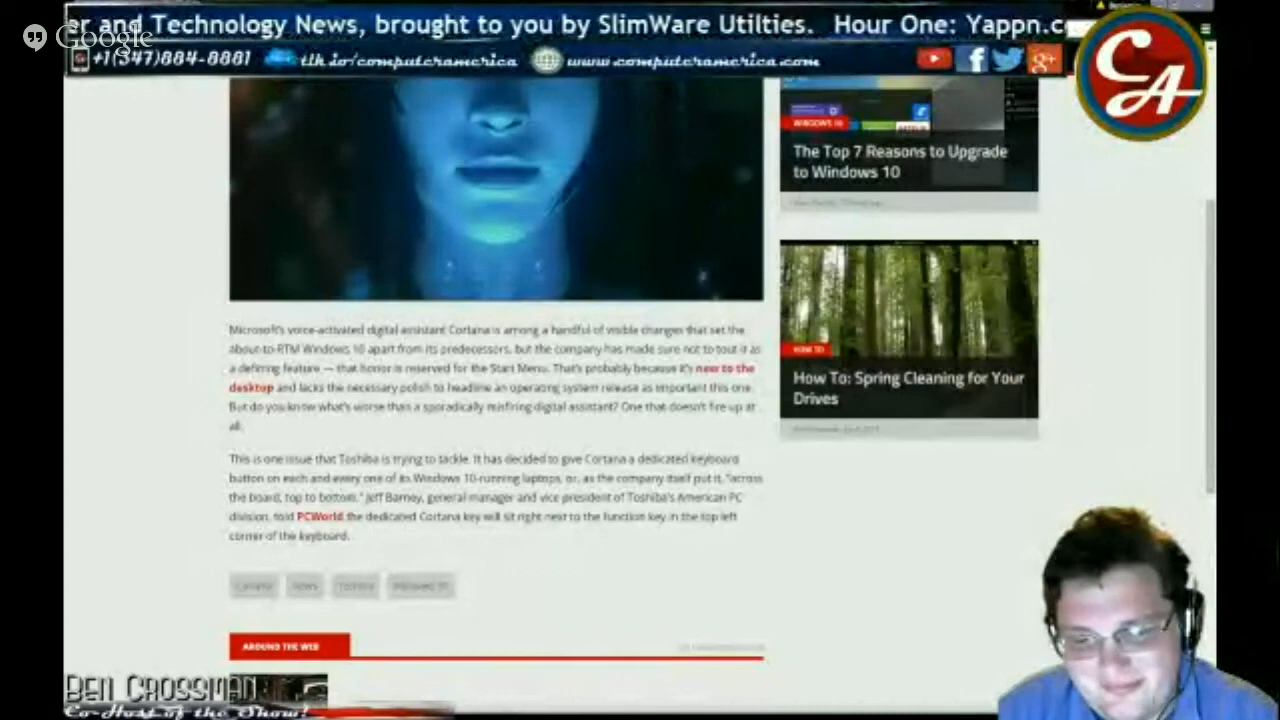 er and Technology News, brought to you by SlimWare Utilties. Hour One: Yappn.c
Google
+1(347)884-8881 tlk.io/computeramerica www.computeramerica.com
CA
WINDOWS 10
The Top 7 Reasons to Upgrade
to Windows 10
HOW TO
How To: Spring Cleaning for Your
Drives
Microsoft's voice-activated digital assistant Cortana is among a handful of visible changes that set the
about-to-RTM Windows 10 apart from its predecessors, but the company has made sure not to tout it as
a defining feature — that honor is reserved for the Start Menu. That's probably because it's new to the
desktop and lacks the necessary polish to headline an operating system release as important this one.
But do you know what's worse than a sporadically misfiring digital assistant? One that doesn't fire up at
all.
This is one issue that Toshiba is trying to tackle. It has decided to give Cortana a dedicated keyboard
button on each and every one of its Windows 10-running laptops, or, as the company itself put it, "across
the board, top to bottom." Jeff Barney, general manager and vice president of Toshiba's American PC
division, told PCWorld the dedicated Cortana key will sit right next to the function key in the top left
corner of the keyboard.
Cortana News Toshiba Windows 10
AROUND THE WEB
BEN CROSSMAN
Co-Host of the Show!